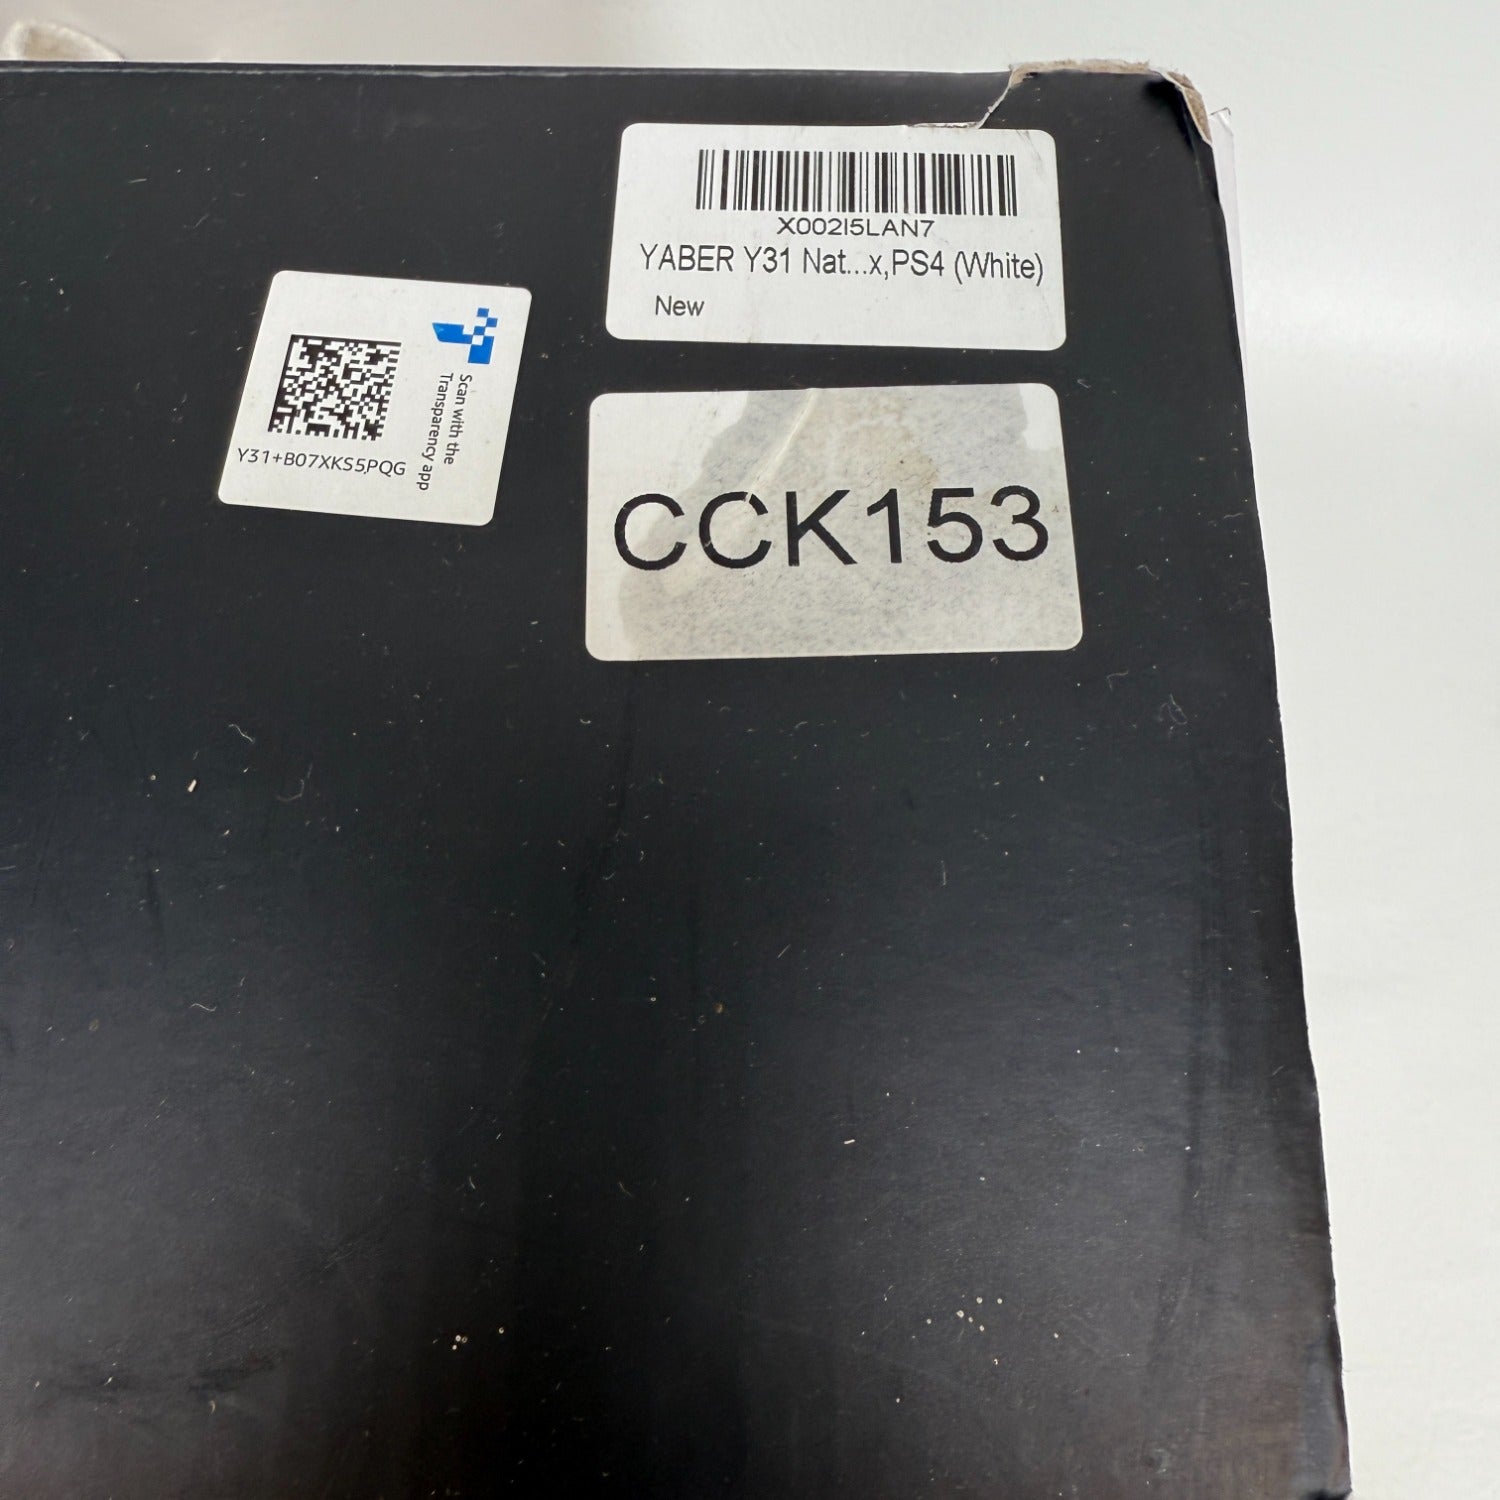 X002I5LAN7
YABER Y31 Nat...x,PS4 (White)
New
Scan with the
Transparency app
Y31+B07XKS5PQG
CCK153